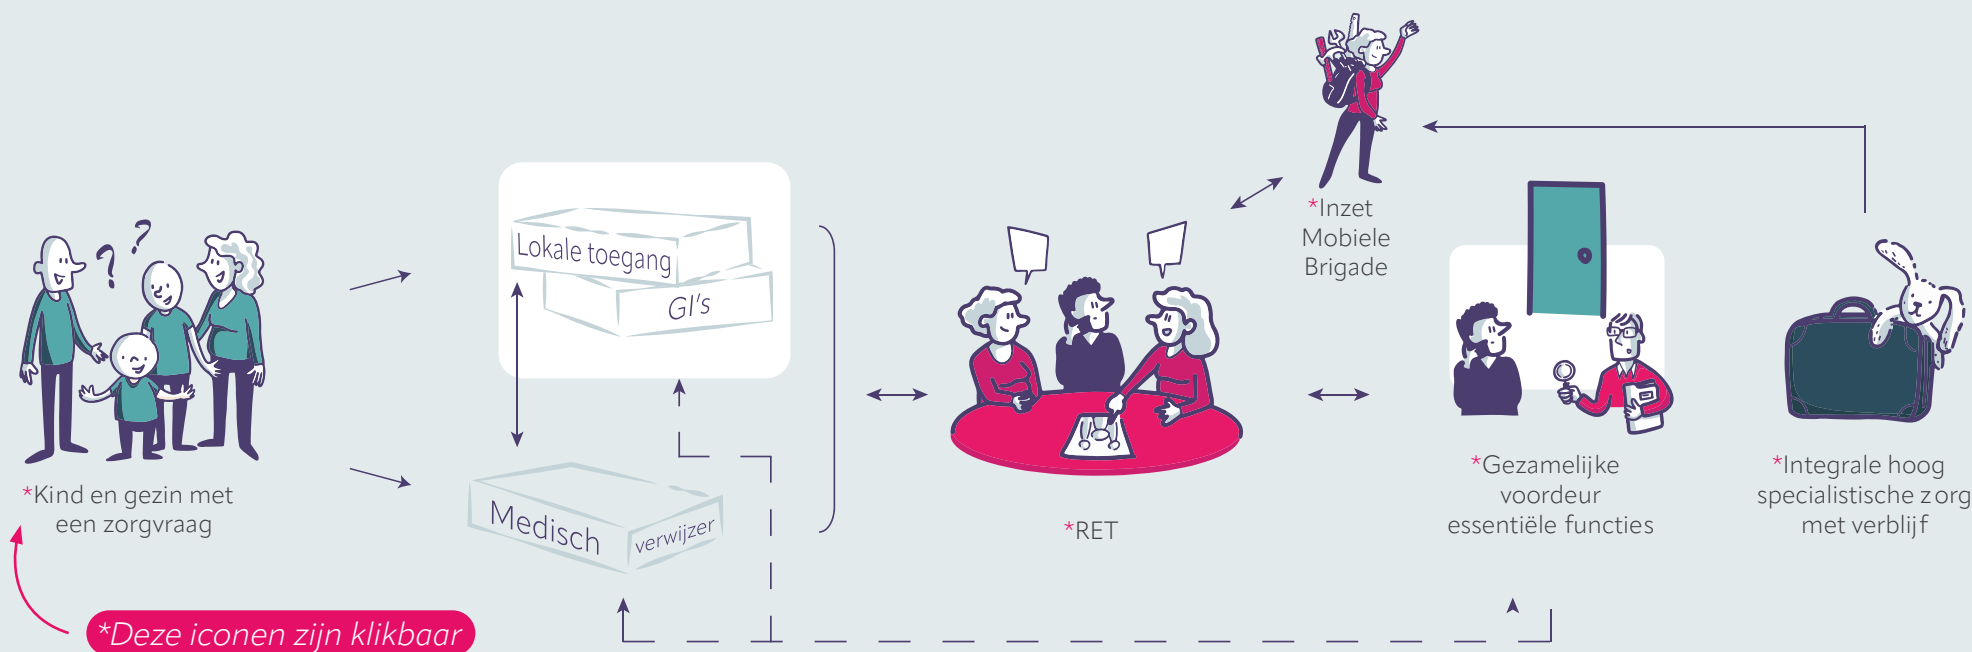 ? ?
*Inzet
Mobiele
Brigade
Lokale toegang
GI's
*Kind en gezin met
een zorgvraag
Medisch verwijzer
*RET
*Gezamelijke
voordeur
essentiële functies
*Integrale hoog
specialistische zorg
met verblijf
*Deze iconen zijn klikbaar